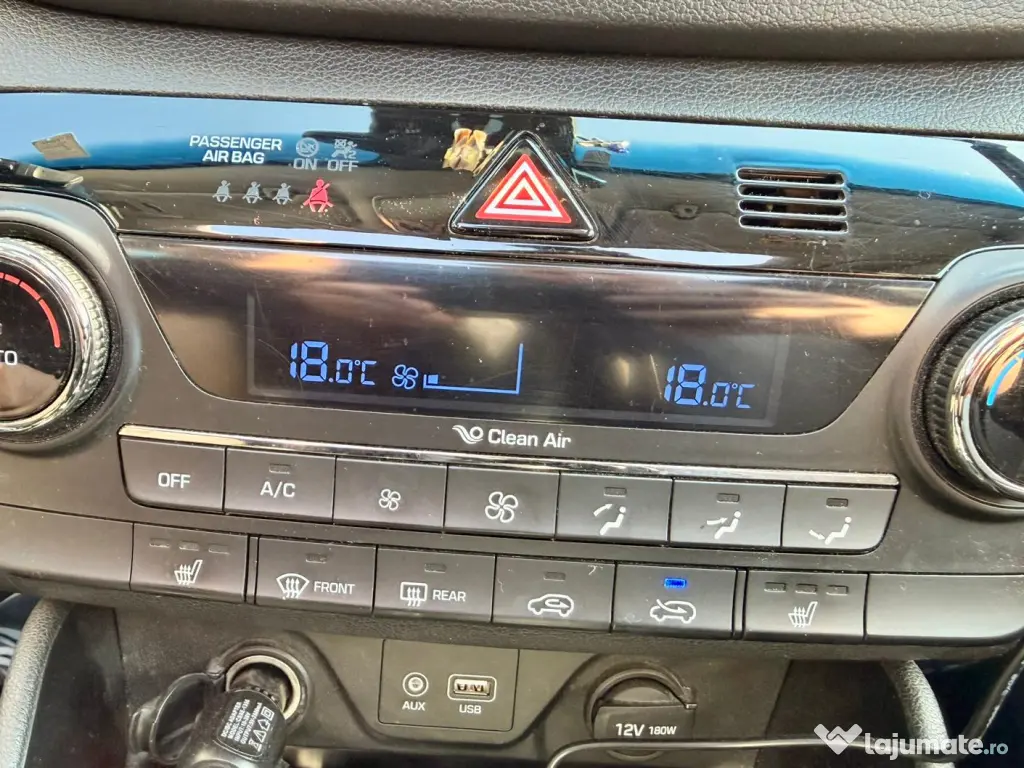 PASSENGER
AIR BAG ON OFF
TO
18.0°C 18.0°C
Clean Air
OFF A/C
FRONT REAR
AUX USB
12V 180W
lajumate.ro